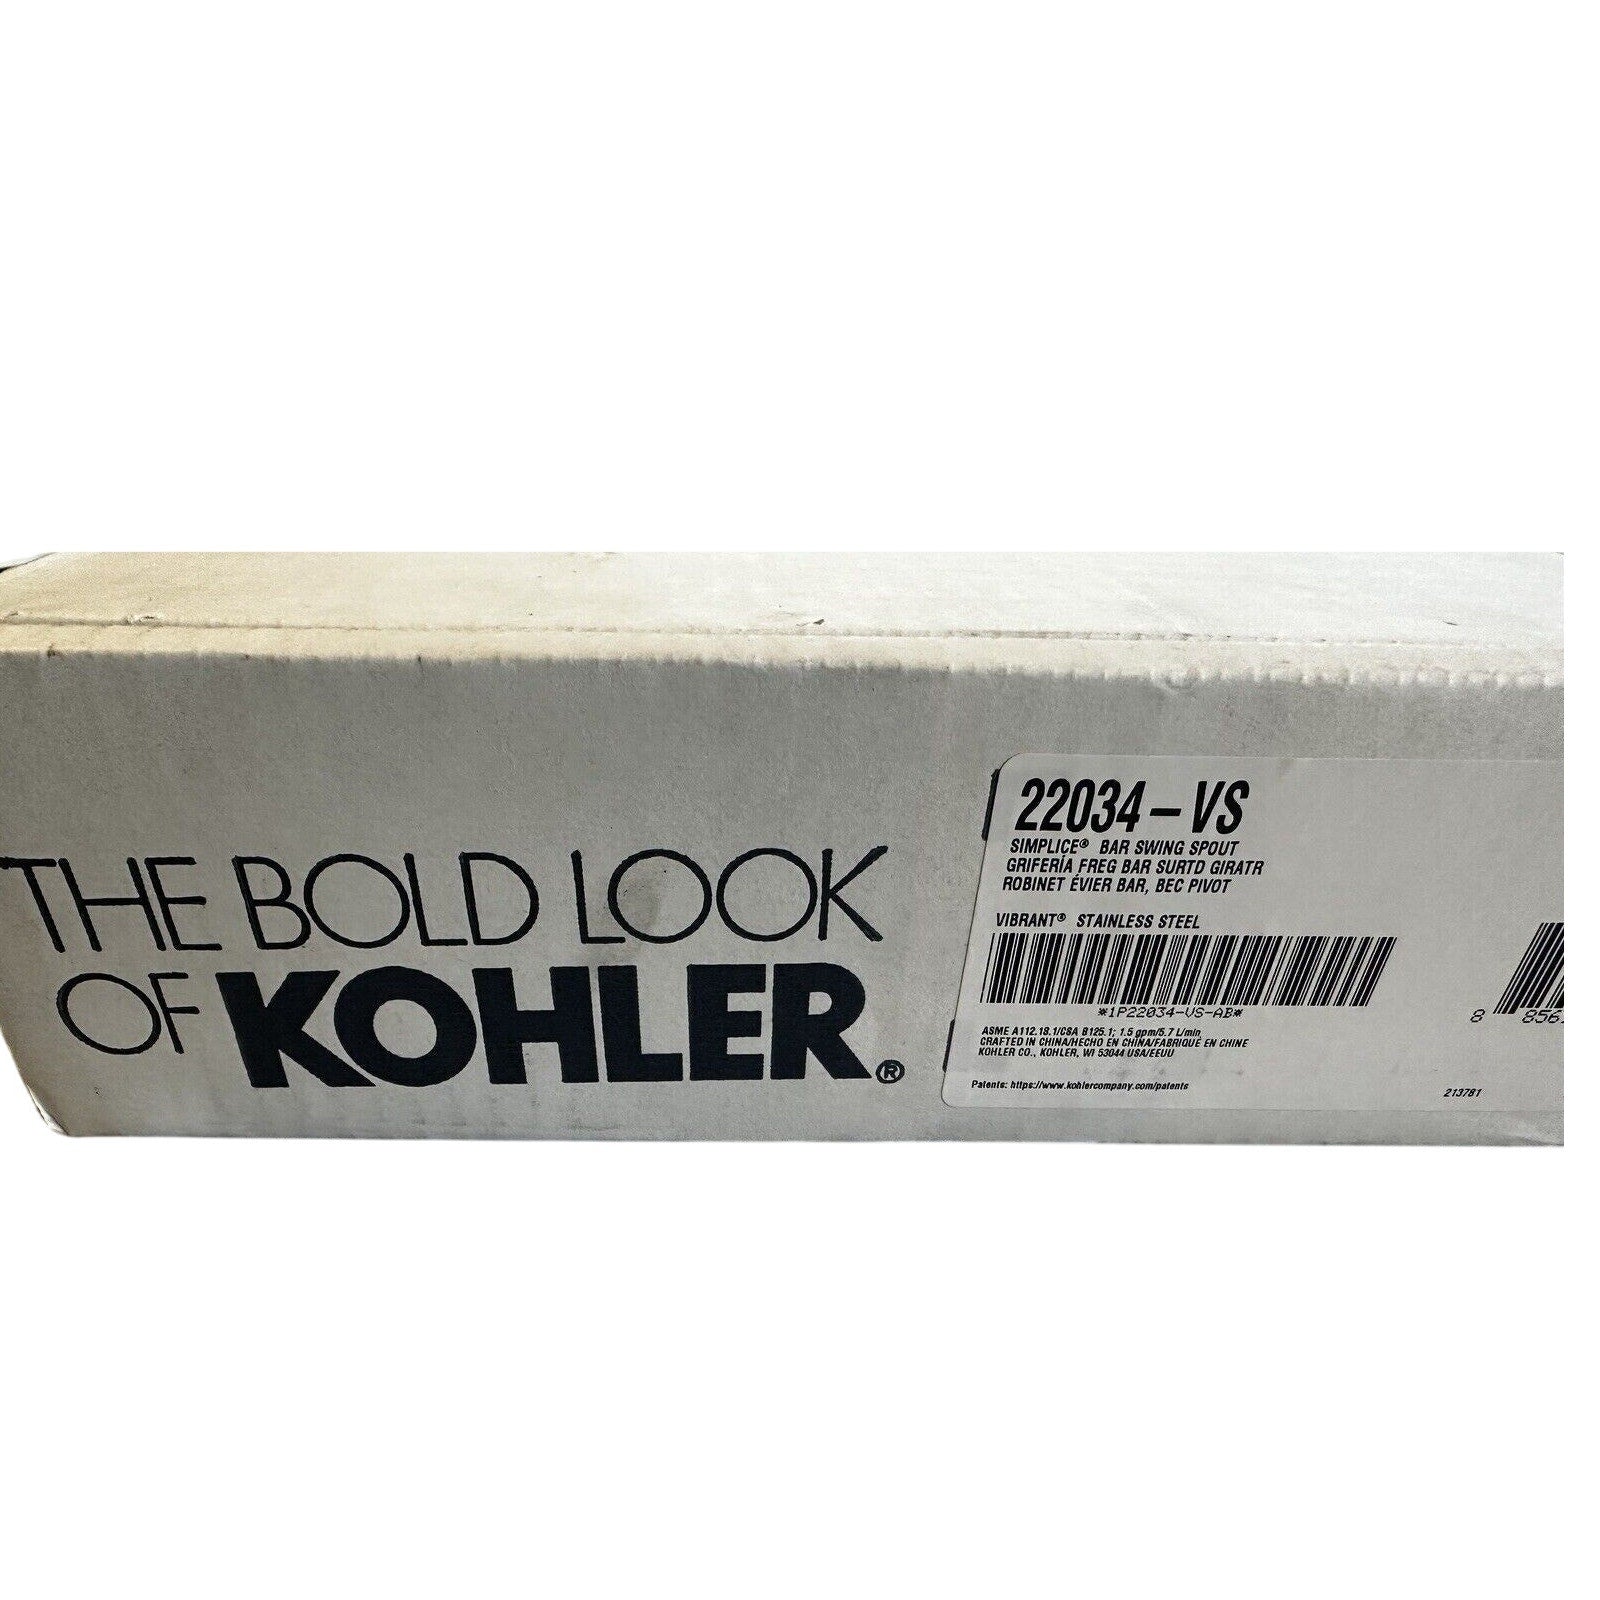 THE BOLD LOOK
OF KOHLER®
22034-VS
SIMPLICE® BAR SWING SPOUT
GRIFERÍA FREG BAR SURTD GIRATR
ROBINET ÉVIER BAR, BEC PIVOT
VIBRANT® STAINLESS STEEL
*1P22034-VS-AB*
8 856
ASME A112.18.1/CSA B125.1; 1.5 gpm/5.7 L/min
CRAFTED IN CHINA/HECHO EN CHINA/FABRIQUÉ EN CHINE
KOHLER CO., KOHLER, WI 53044 USA/EEUU
Patents: https://www.kohlercompany.com/patents
213781